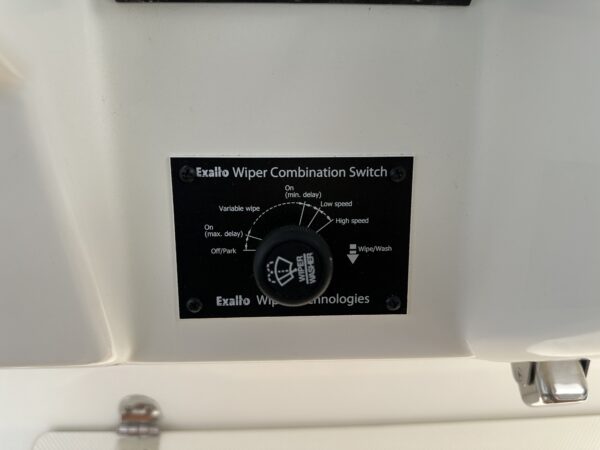 Exalto Wiper Combination Switch
On
(min. delay)
Variable wipe
Low speed
High speed
On
(max. delay)
Off/Park
Wipe/Wash
WIPER
WASHER
Exalto Technologies